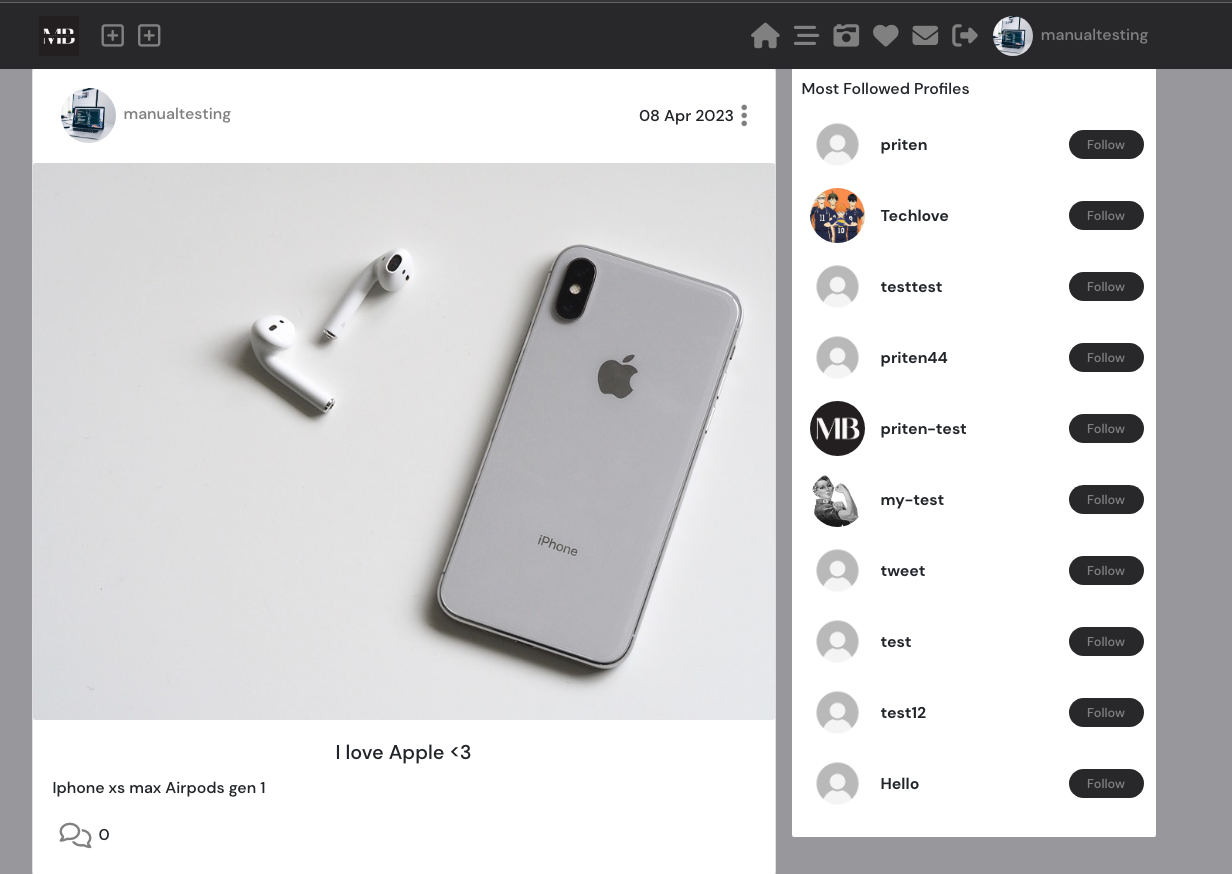 MB
manualtesting
manualtesting
08 Apr 2023
iPhone
I love Apple <3
Iphone xs max Airpods gen 1
0
Most Followed Profiles
priten
Follow
Techlove
Follow
testtest
Follow
priten44
Follow
MB
priten-test
Follow
my-test
Follow
tweet
Follow
test
Follow
test12
Follow
Hello
Follow